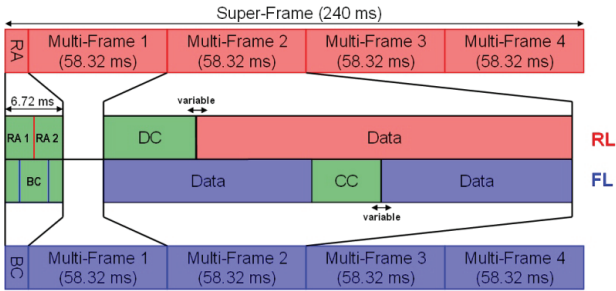 Super-Frame (240 ms)
RA
Multi-Frame 1
(58.32 ms)
Multi-Frame 2
(58.32 ms)
Multi-Frame 3
(58.32 ms)
Multi-Frame 4
(58.32 ms)
6.72 ms
variable
RA 1
RA 2
DC
Data
RL
BC
Data
CC
Data
FL
variable
BC
Multi-Frame 1
(58.32 ms)
Multi-Frame 2
(58.32 ms)
Multi-Frame 3
(58.32 ms)
Multi-Frame 4
(58.32 ms)